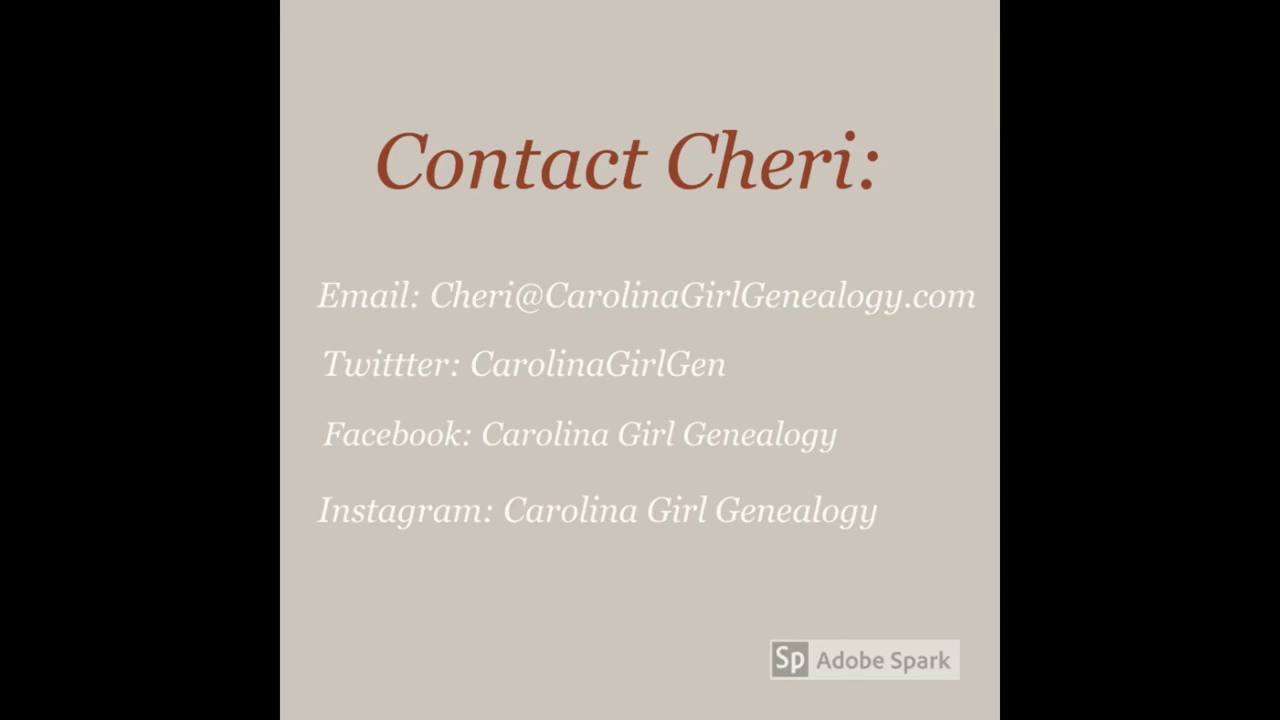 Contact Cheri:
Email: Cheri@CarolinaGirlGenealogy.com
Twittter: CarolinaGirlGen
Facebook: Carolina Girl Genealogy
Instagram: Carolina Girl Genealogy
Sp Adobe Spark